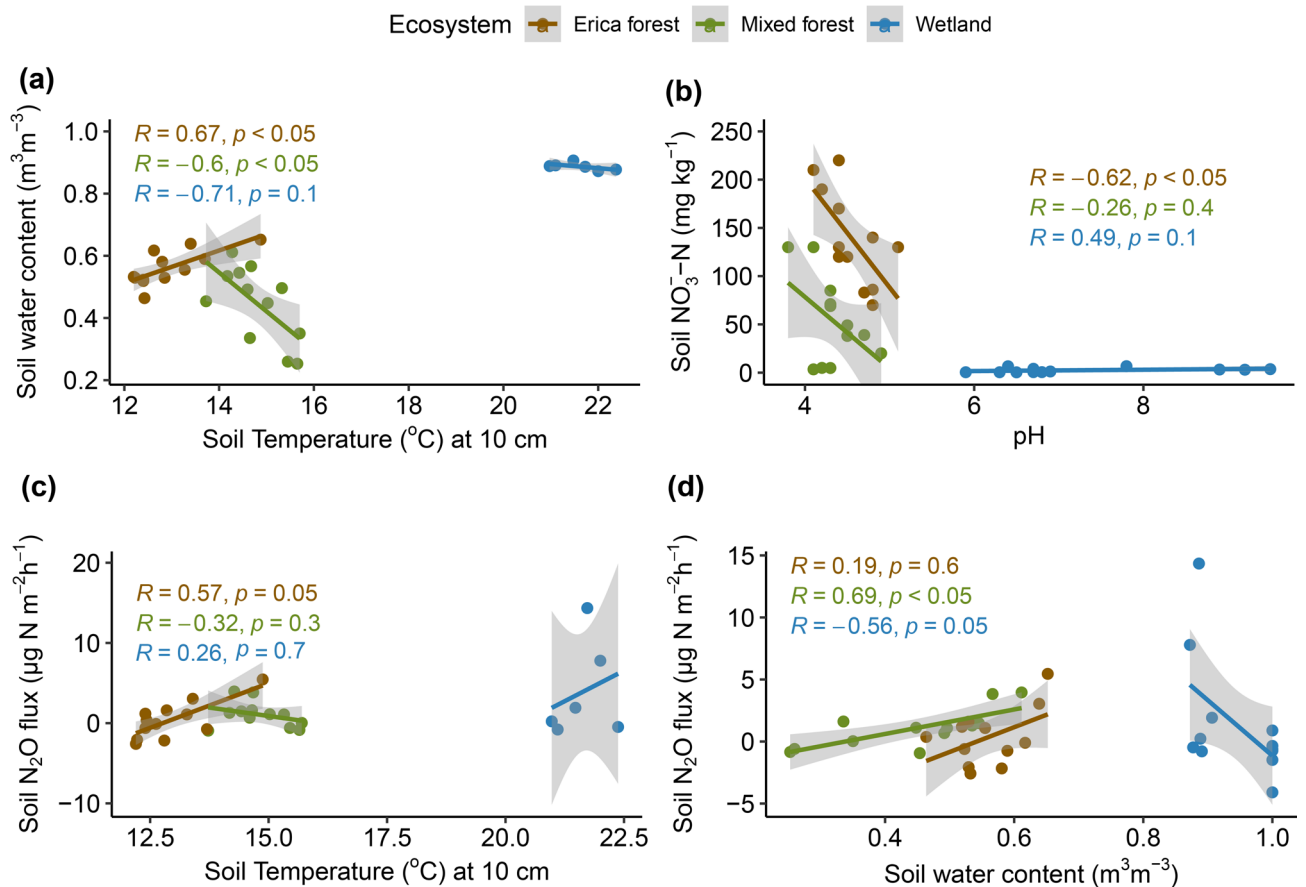 Ecosystem Erica forest Mixed forest Wetland
(a)
Soil water content (m³m⁻³)
1.0
0.8
0.6
0.4
0.2
R = 0.67, p < 0.05
R = −0.6, p < 0.05
R = −0.71, p = 0.1
12 14 16 18 20 22
Soil Temperature (°C) at 10 cm
(b)
Soil NO₃⁻−N (mg kg⁻¹)
250
200
150
100
50
0
R = −0.62, p < 0.05
R = −0.26, p = 0.4
R = 0.49, p = 0.1
4 6 8
pH
(c)
Soil N₂O flux (µg N m⁻²h⁻¹)
20
10
0
−10
R = 0.57, p = 0.05
R = −0.32, p = 0.3
R = 0.26, p = 0.7
12.5 15.0 17.5 20.0 22.5
Soil Temperature (°C) at 10 cm
(d)
Soil N₂O flux (µg N m⁻²h⁻¹)
15
10
5
0
−5
R = 0.19, p = 0.6
R = 0.69, p < 0.05
R = −0.56, p = 0.05
0.4 0.6 0.8 1.0
Soil water content (m³m⁻³)